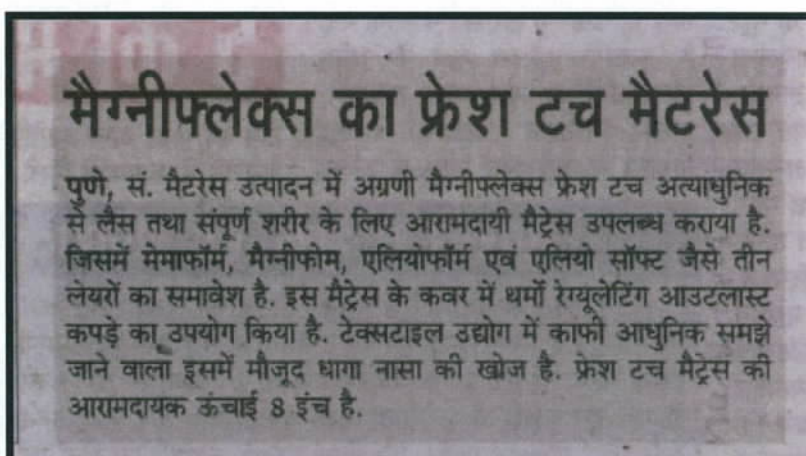 मैग्नीफ्लेक्स का फ्रेश टच मैटरेस
पुणे, सं. मैटरेस उत्पादन में अग्रणी मैग्नीफ्लेक्स फ्रेश टच अत्याधुनिक
से लैस तथा संपूर्ण शरीर के लिए आरामदायी मैट्रेस उपलब्ध कराया है.
जिसमें मेमाफॉर्म, मैग्नीफोम, एलियोफॉर्म एवं एलियो सॉफ्ट जैसे तीन
लेयरों का समावेश है. इस मैट्रेस के कवर में थर्मो रेग्यूलेटिंग आउटलास्ट
कपड़े का उपयोग किया है. टेक्सटाइल उद्योग में काफी आधुनिक समझे
जाने वाला इसमें मौजूद धागा नासा की खोज है. फ्रेश टच मैट्रेस की
आरामदायक ऊंचाई 8 इंच है.